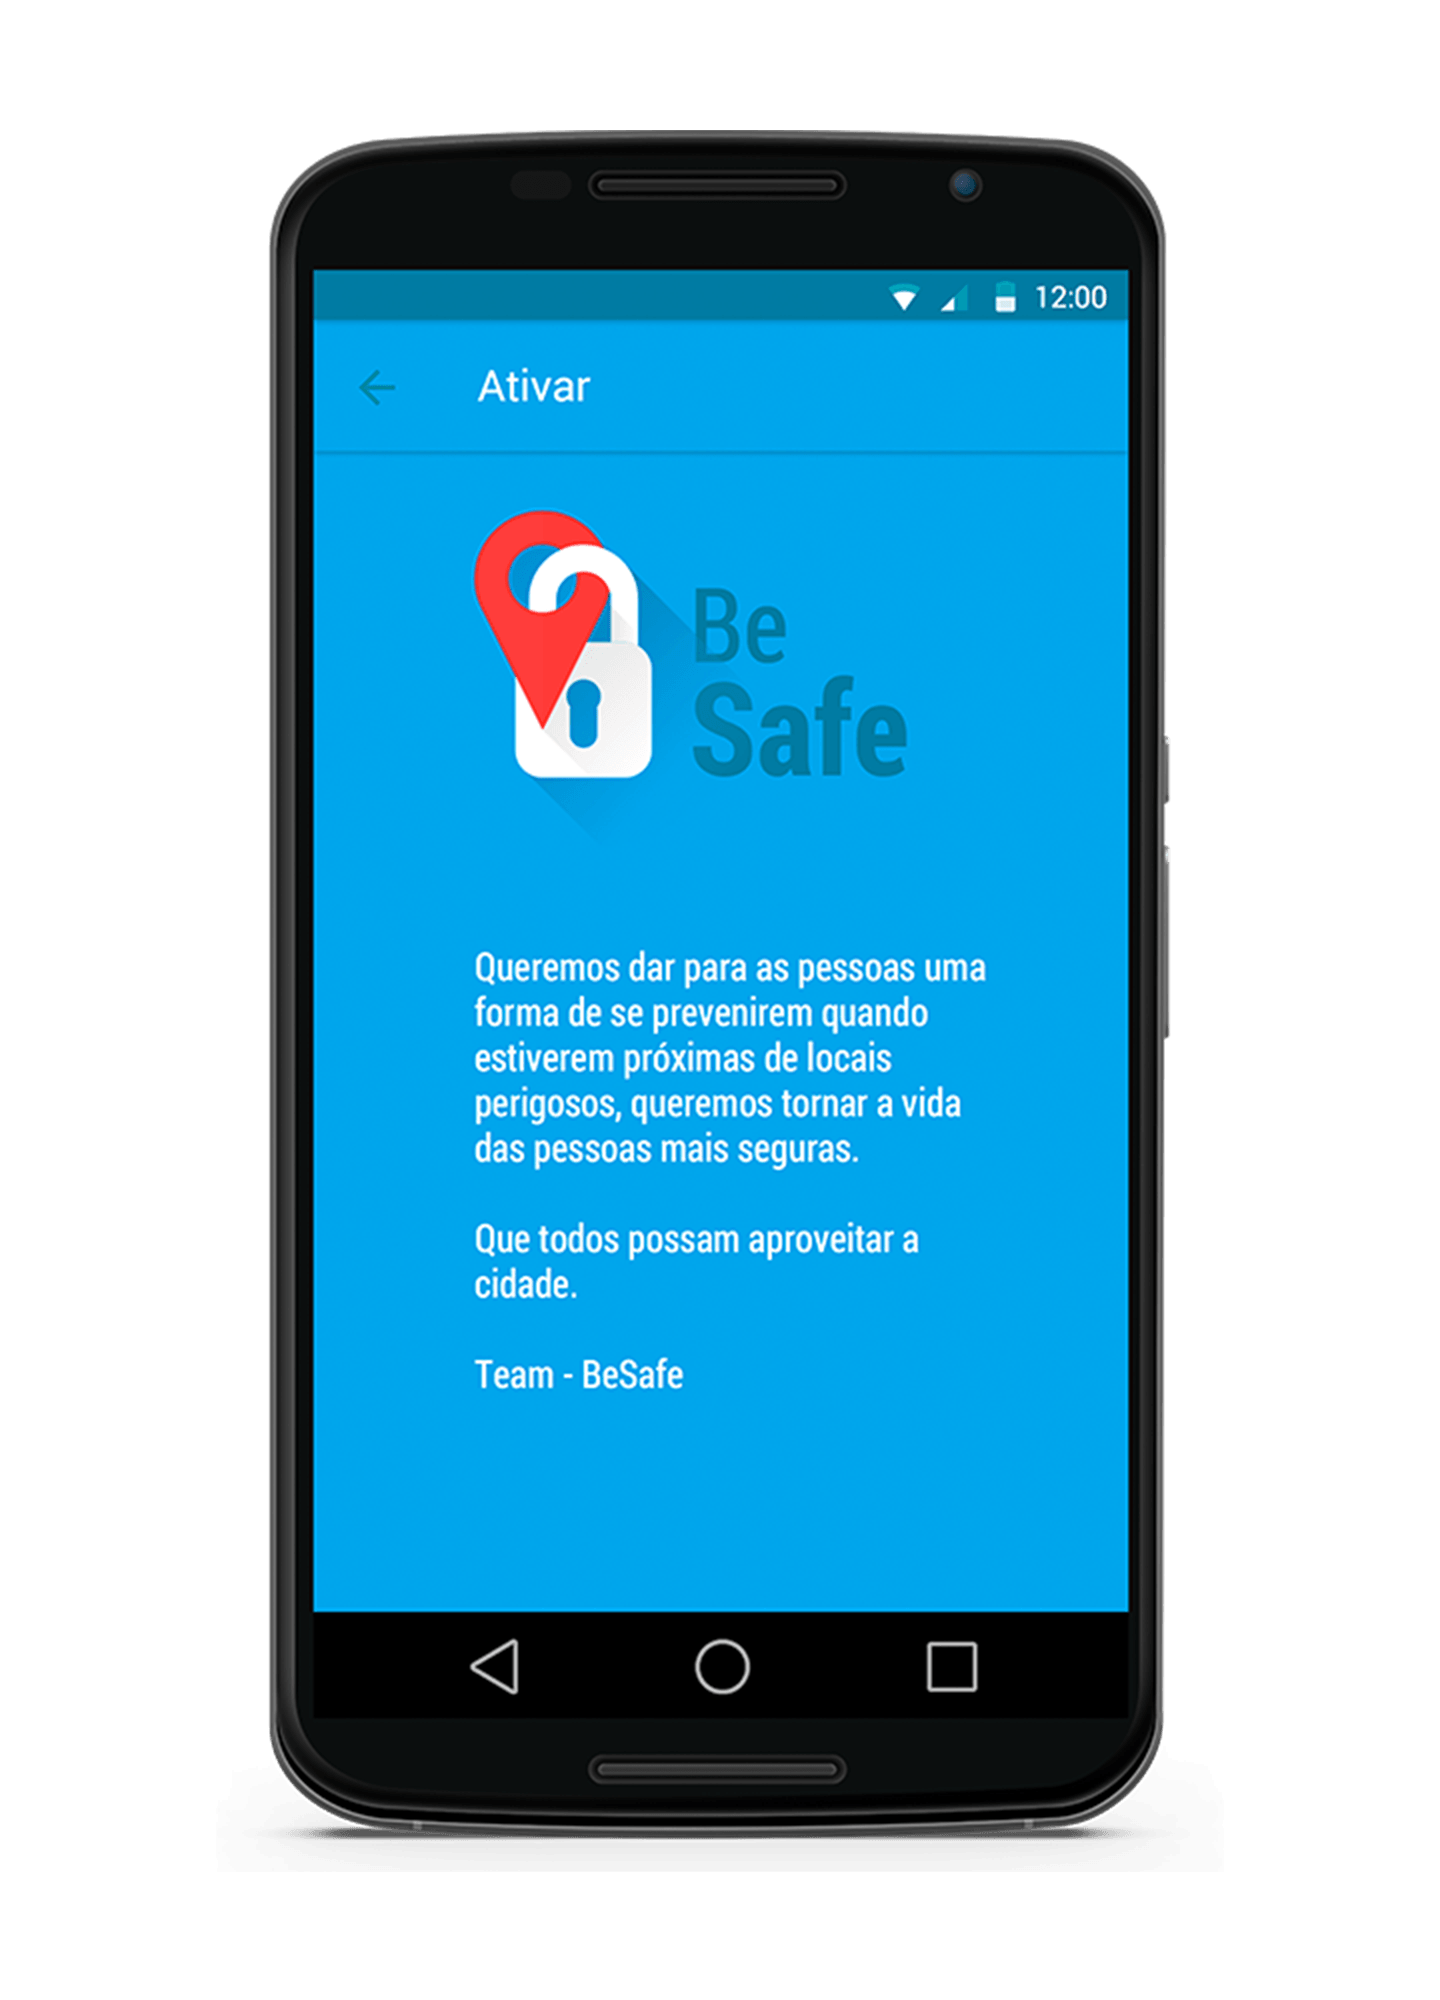 12:00
Ativar
Be
Safe
Queremos dar para as pessoas uma
forma de se prevenirem quando
estiverem próximas de locais
perigosos, queremos tornar a vida
das pessoas mais seguras.
Que todos possam aproveitar a
cidade.
Team - BeSafe